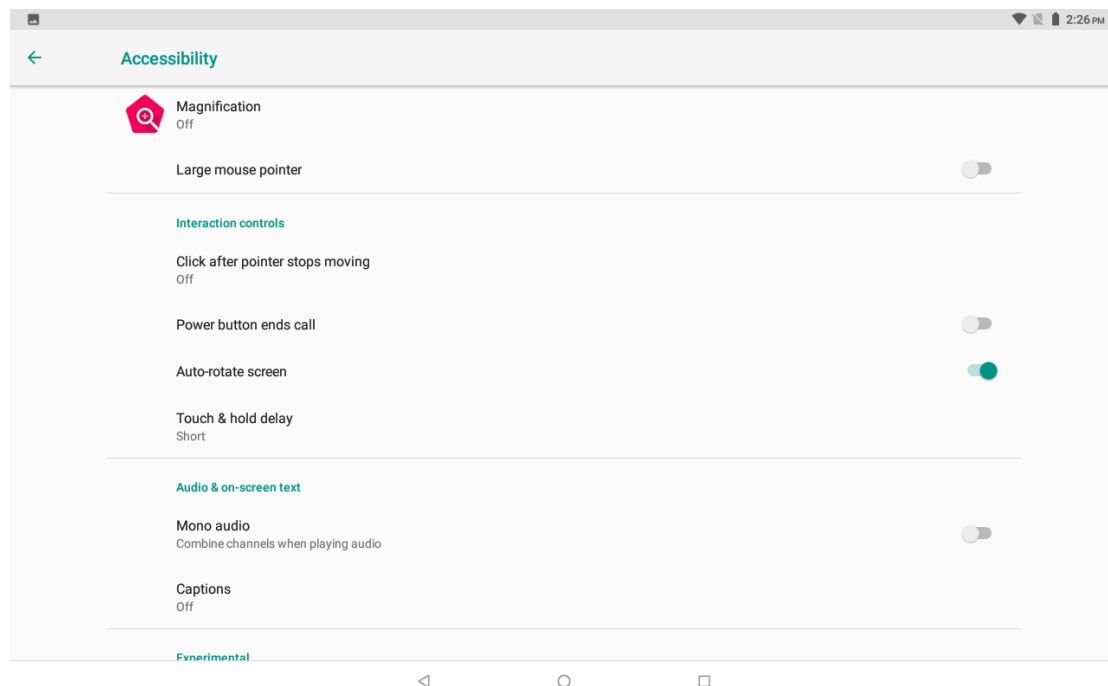 2:26 PM
Accessibility
Magnification
Off
Large mouse pointer
Interaction controls
Click after pointer stops moving
Off
Power button ends call
Auto-rotate screen
Touch & hold delay
Short
Audio & on-screen text
Mono audio
Combine channels when playing audio
Captions
Off
Experimental